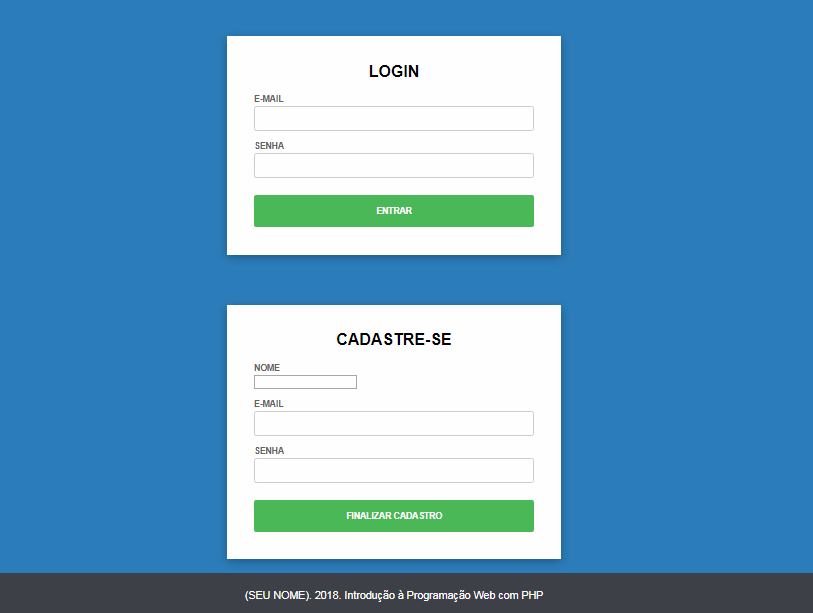 LOGIN
E-MAIL
SENHA
ENTRAR
CADASTRE-SE
NOME
E-MAIL
SENHA
FINALIZAR CADASTRO
(SEU NOME). 2018. Introdução à Programação Web com PHP